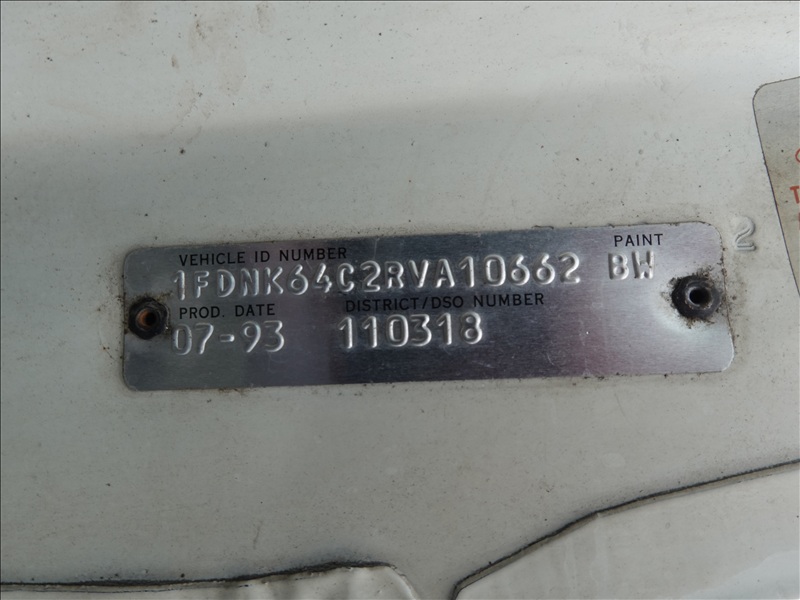 VEHICLE ID NUMBER PAINT
1FDNK64C2RVA10662 BW
PROD. DATE DISTRICT/DSO NUMBER
07-93 110318
2
T